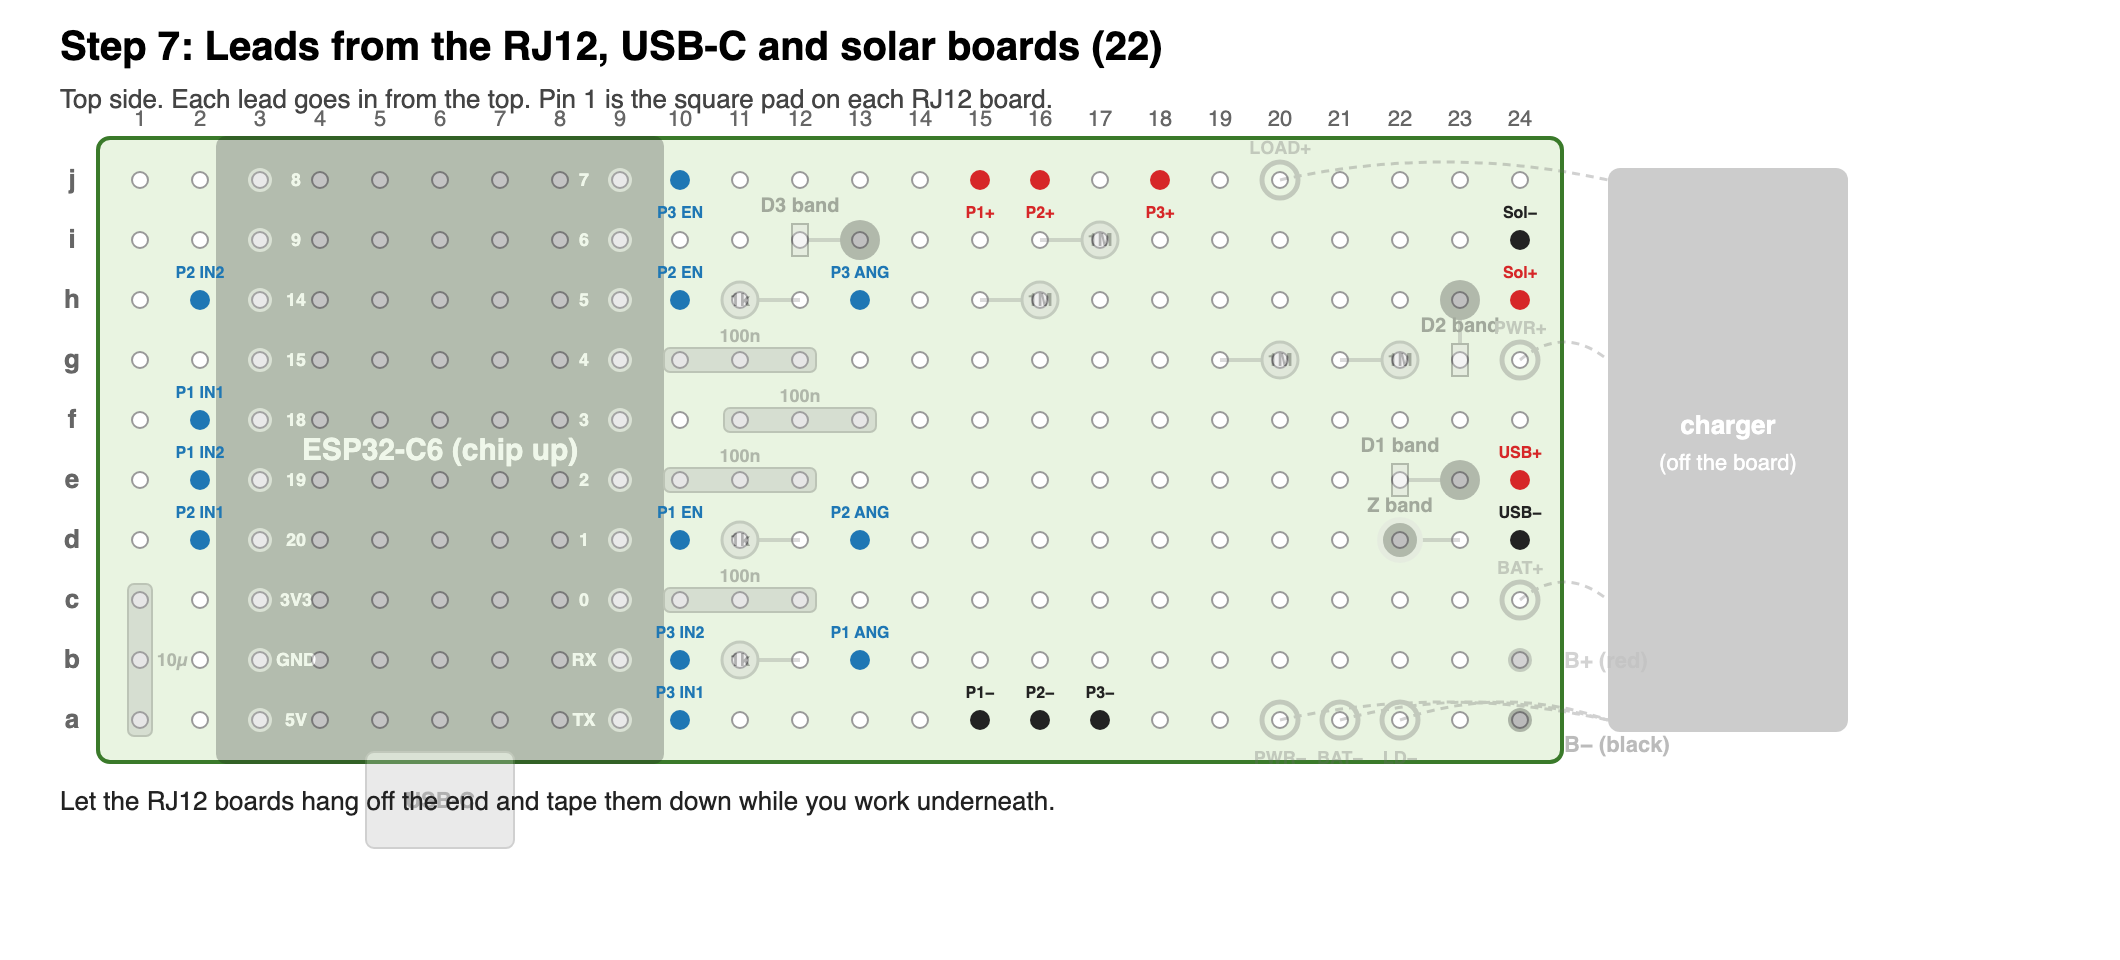 Step 7: Leads from the RJ12, USB-C and solar boards (22)
Top side. Each lead goes in from the top. Pin 1 is the square pad on each RJ12 board.
1 2 3 4 5 6 7 8 9 10 11 12 13 14 15 16 17 18 19 20 21 22 23 24
LOAD+
j 8 7
D3 band
P3 EN P1+ P2+ P3+ Sol−
i 9 6 1M
P2 IN2 P2 EN P3 ANG Sol+
h 14 5 1k 1M
D2 band PWR+
100n
g 15 4 1M 1M
P1 IN1 100n
f 18 3
charger
ESP32-C6 (chip up) D1 band
(off the board)
P1 IN2 100n USB+
e 19 2
Z band
P2 IN1 P1 EN P2 ANG USB−
d 20 1 1k
BAT+
100n
c 3V3 0
P3 IN2 P1 ANG
b 10µ GND RX 1k B+ (red)
P3 IN1 P1− P2− P3−
a 5V TX
B− (black)
PWR− BAT− LD−
USB-C
Let the RJ12 boards hang off the end and tape them down while you work underneath.